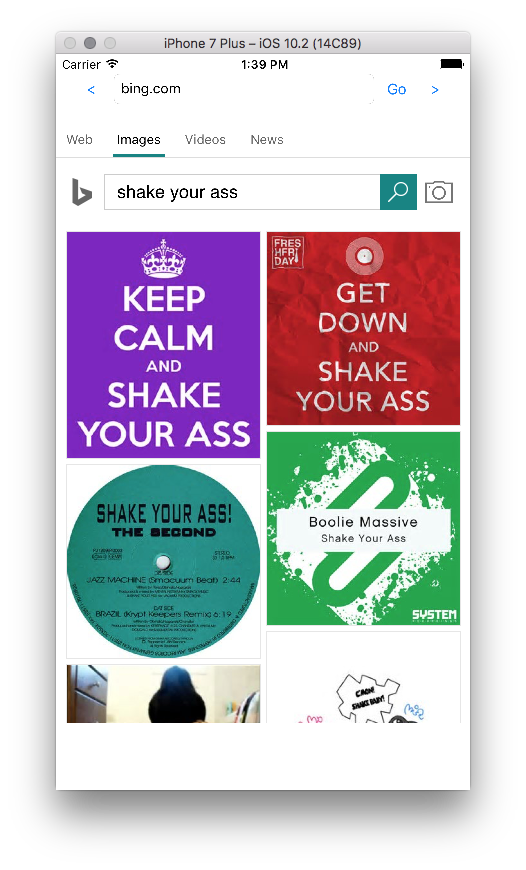 iPhone 7 Plus – iOS 10.2 (14C89)
Carrier 1:39 PM
< bing.com Go >
Web Images Videos News
shake your ass
KEEP
CALM
AND
SHAKE
YOUR ASS
FRES
HFRI
DAY
GET
DOWN
AND
SHAKE
YOUR ASS
SHAKE YOUR ASS!
THE SECOND
STEREO
JAZZ MACHINE (Smacuum Beat) 2:44
BRAZIL (Krypt Keepers Remix) 6:19
Boolie Massive
Shake Your Ass
SYSTEM
CALM!
SHAKE BABY!